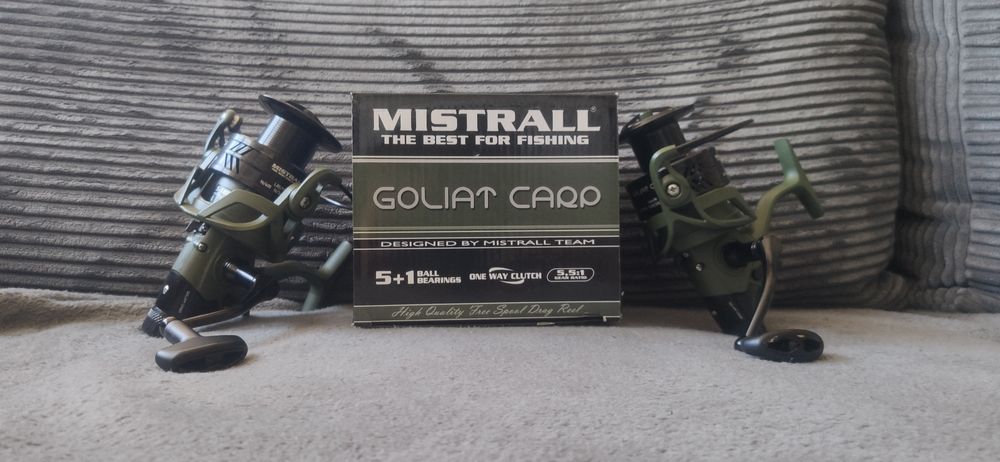 MISTRALL®
THE BEST FOR FISHING
GOLIAT CARP
DESIGNED BY MISTRALL TEAM
5+1 BALL BEARINGS
ONE WAY CLUTCH
5,5:1 GEAR RATIO
High Quality Free Spool Drag Reel
MISTRALL